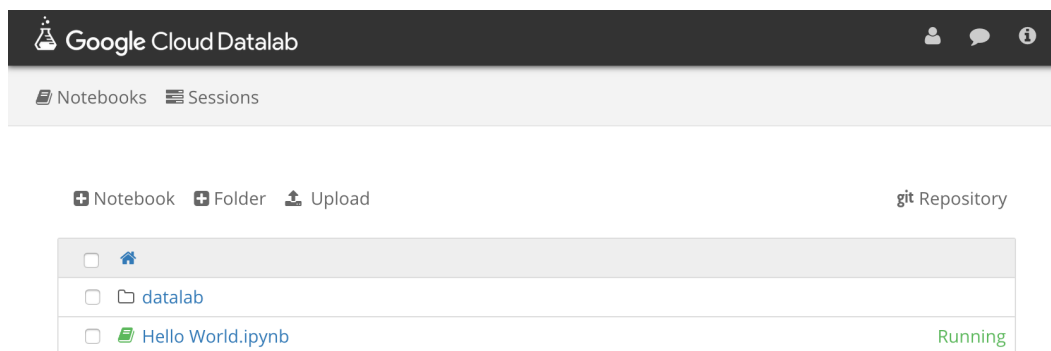 Google Cloud Datalab
Notebooks Sessions
Notebook Folder Upload git Repository
datalab
Hello World.ipynb Running